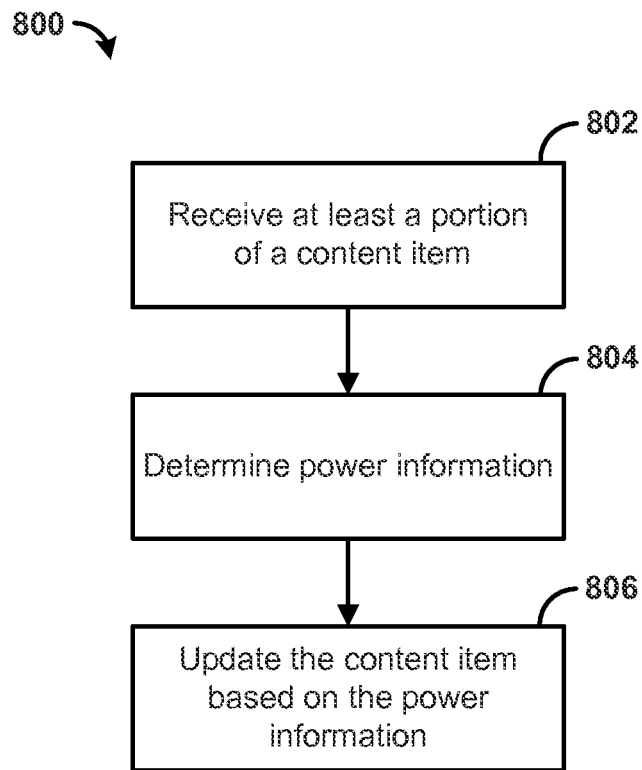 800
802
Receive at least a portion
of a content item
804
Determine power information
806
Update the content item
based on the power
information